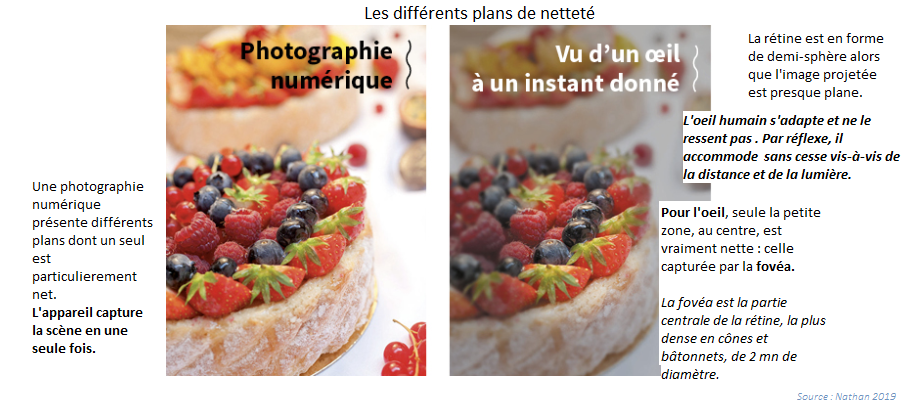 Les différents plans de netteté
Photographie
numérique
Vu d'un œil
à un instant donné
La rétine est en forme
de demi-sphère alors
que l'image projetée
est presque plane.
L'oeil humain s'adapte et ne le
ressent pas . Par réflexe, il
accommode sans cesse vis-à-vis de
la distance et de la lumière.
Une photographie
numérique
présente différents
plans dont un seul
est
particulierement
net.
L'appareil capture
la scène en une
seule fois.
Pour l'oeil, seule la petite
zone, au centre, est
vraiment nette : celle
capturée par la fovéa.
La fovéa est la partie
centrale de la rétine, la plus
dense en cônes et
bâtonnets, de 2 mn de
diamètre.
Source : Nathan 2019